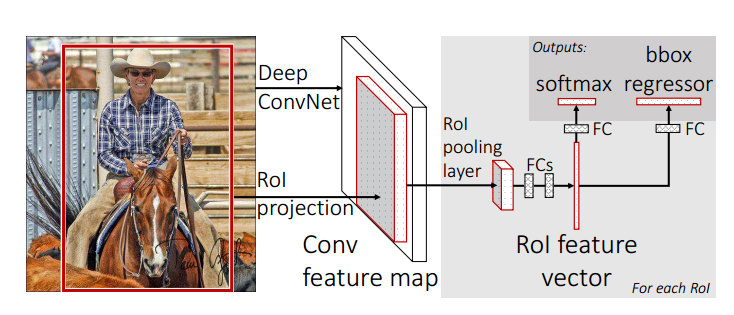 Deep
ConvNet
RoI
projection
Conv
feature map
RoI
pooling
layer
FCs
RoI feature
vector
For each RoI
Outputs:
softmax
bbox
regressor
FC
FC